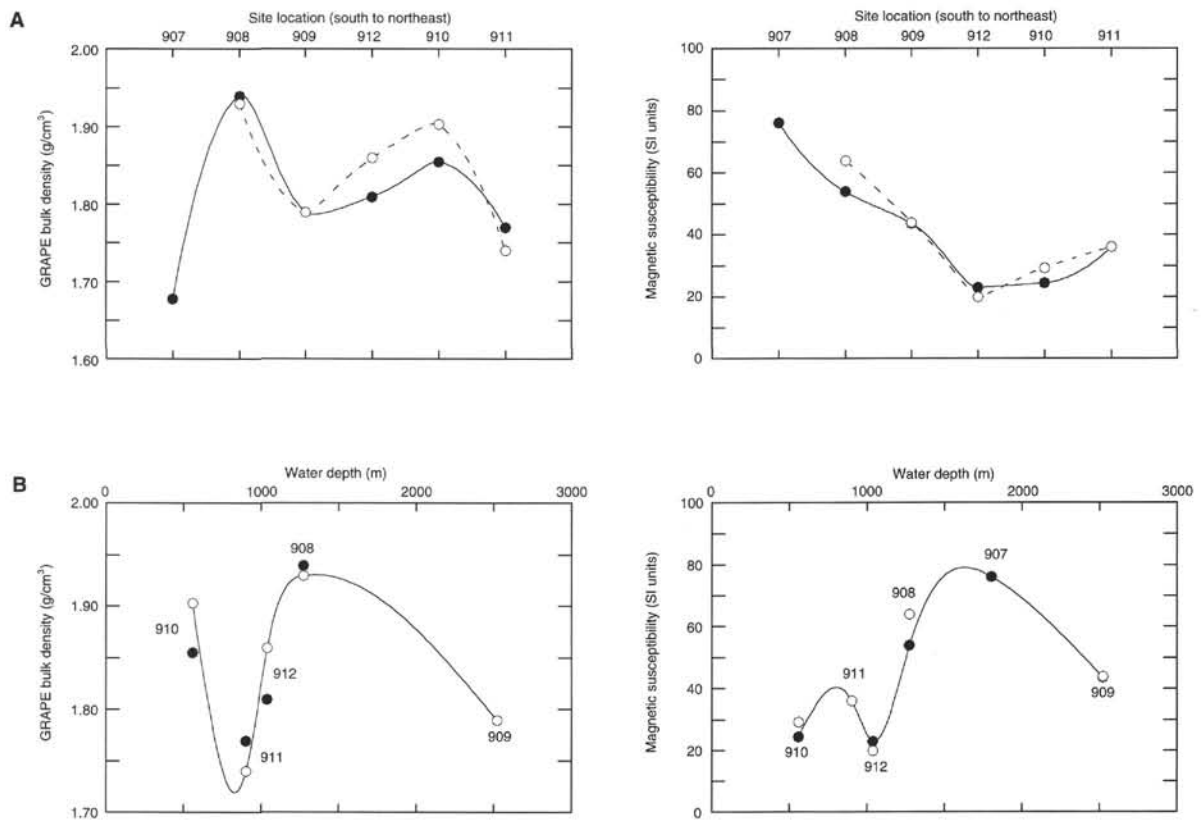 A
Site location (south to northeast)
907 908 909 912 910 911
2.00
1.90
1.80
1.70
1.60
GRAPE bulk density (g/cm³)
Site location (south to northeast)
907 908 909 912 910 911
100
80
60
40
20
0
Magnetic susceptibility (SI units)
B
Water depth (m)
0 1000 2000 3000
2.00
1.90
1.80
1.70
GRAPE bulk density (g/cm³)
908
910
912
911
909
Water depth (m)
0 1000 2000 3000
100
80
60
40
20
0
Magnetic susceptibility (SI units)
907
908
911
909
910
912